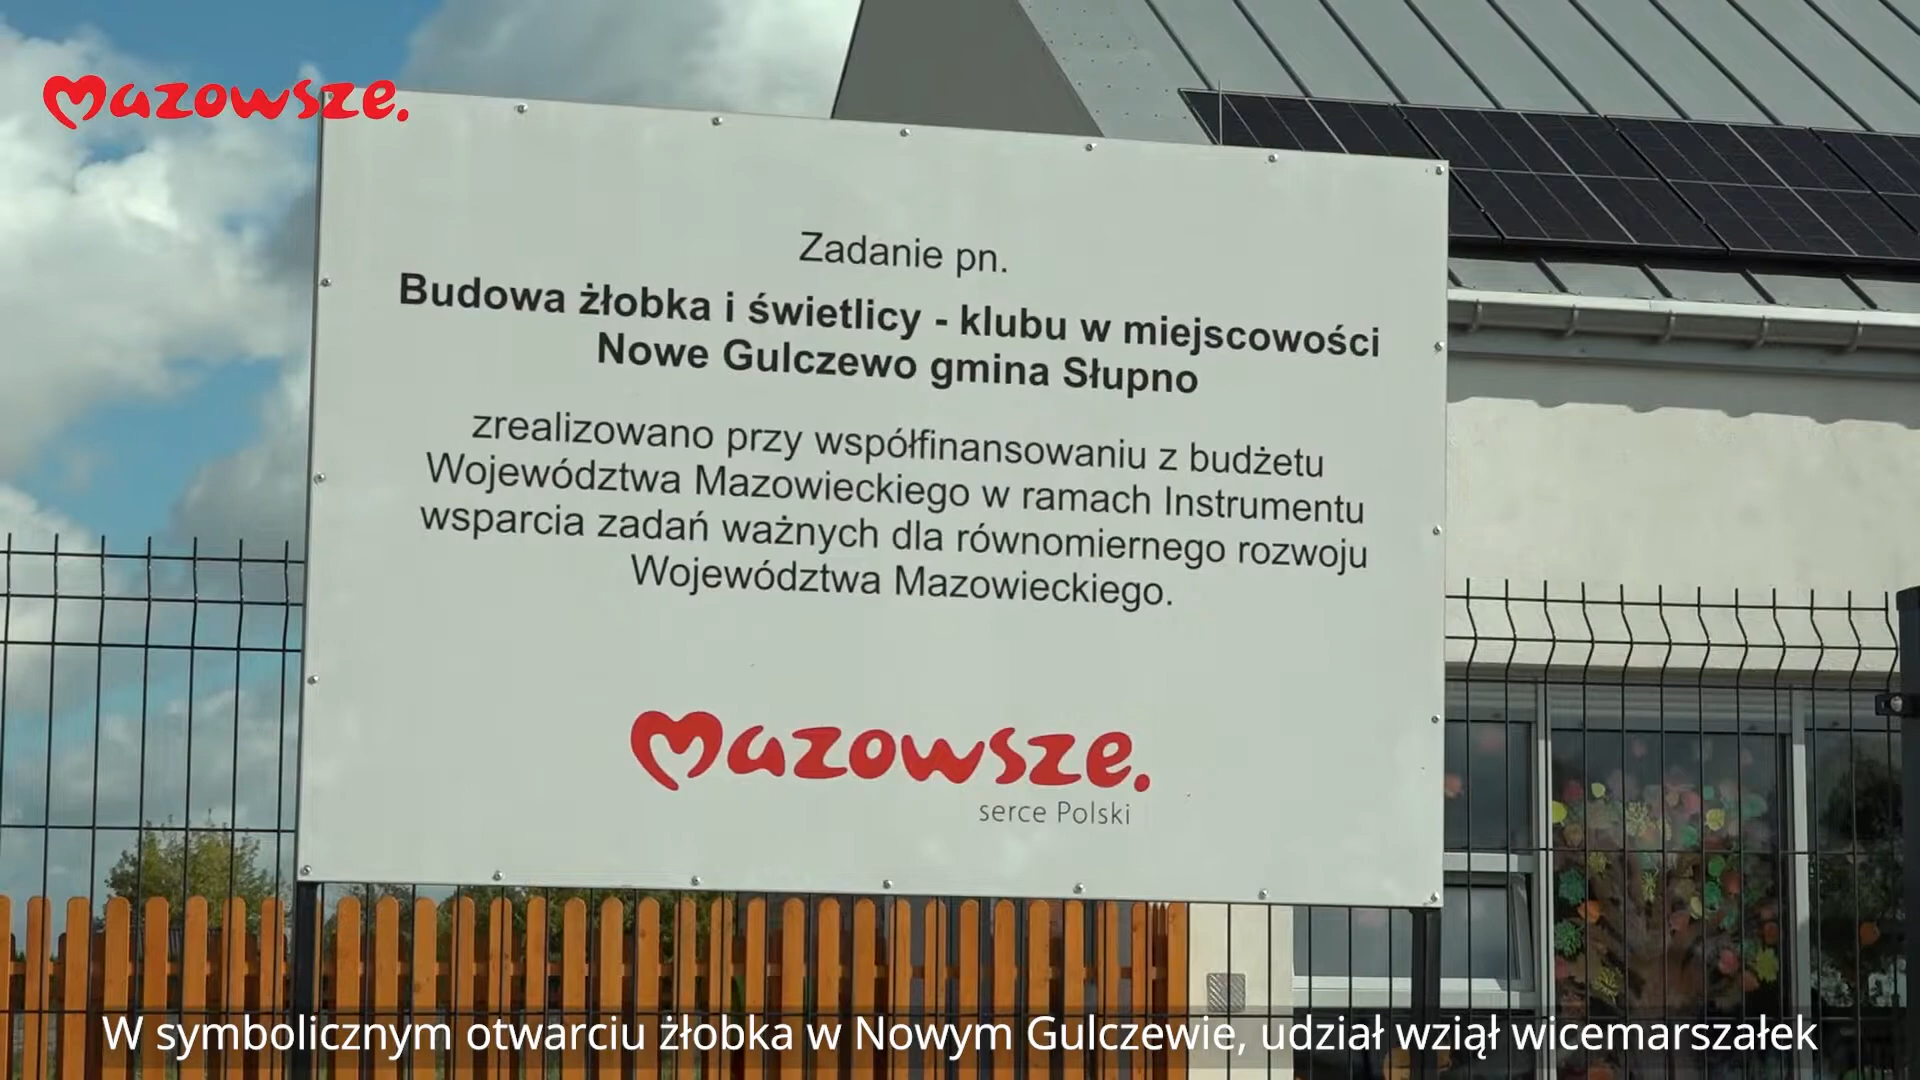 Mazowsze.
Zadanie pn.
Budowa żłobka i świetlicy - klubu w miejscowości
Nowe Gulczewo gmina Słupno
zrealizowano przy współfinansowaniu z budżetu
Województwa Mazowieckiego w ramach Instrumentu
wsparcia zadań ważnych dla równomiernego rozwoju
Województwa Mazowieckiego.
Mazowsze.
serce Polski
W symbolicznym otwarciu żłobka w Nowym Gulczewie, udział wziął wicemarszałek